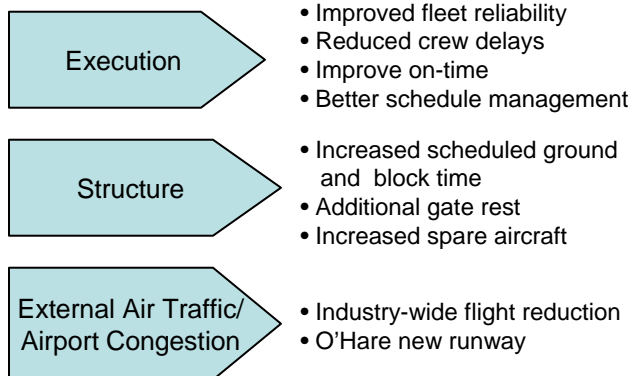 Execution
• Improved fleet reliability
• Reduced crew delays
• Improve on-time
• Better schedule management
Structure
• Increased scheduled ground
and block time
• Additional gate rest
• Increased spare aircraft
External Air Traffic/
Airport Congestion
• Industry-wide flight reduction
• O'Hare new runway